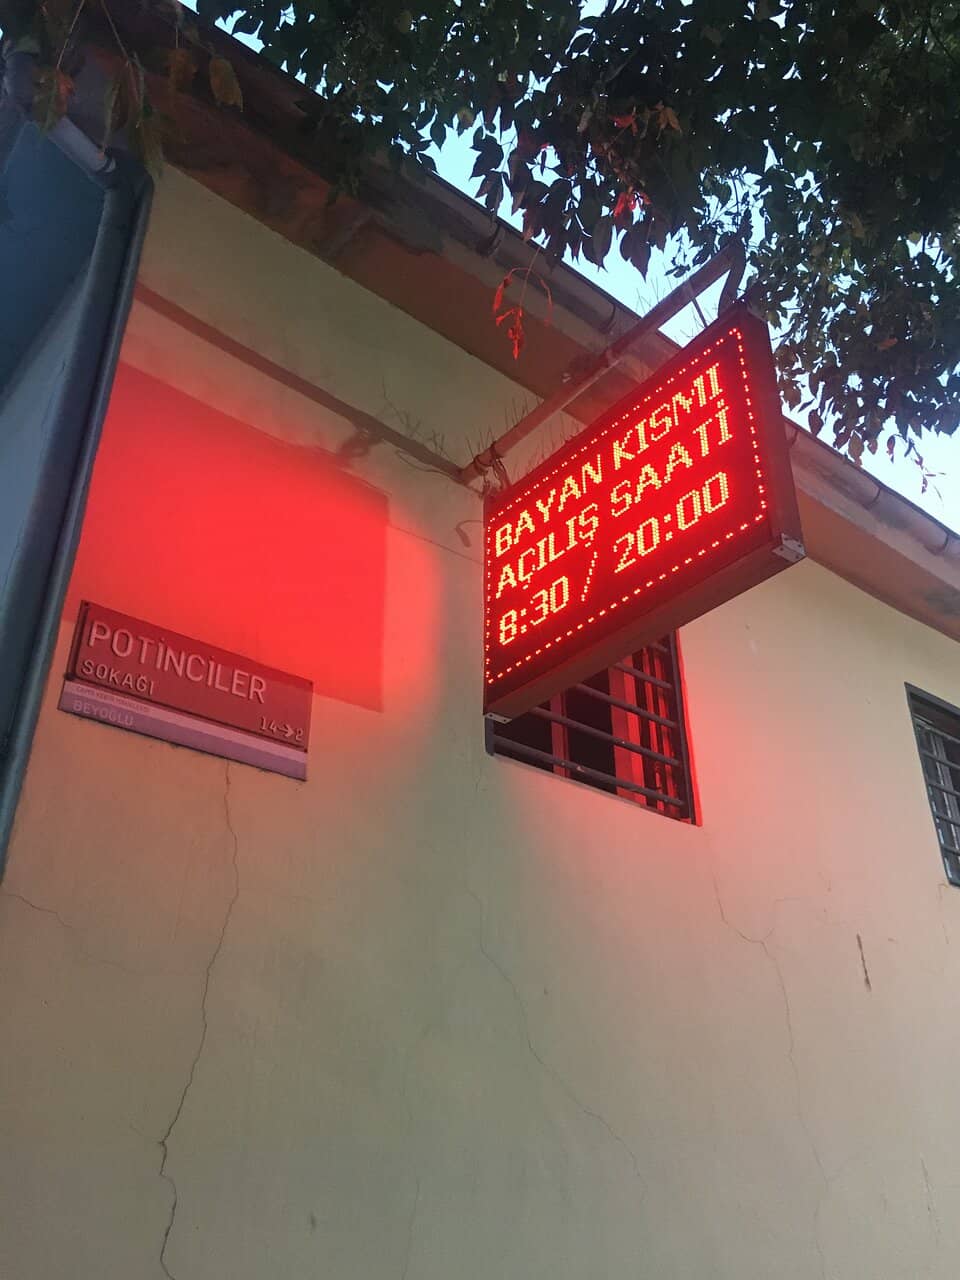 BAYAN KISMI
AÇILIŞ SAATİ
8:30 / 20:00
POTİNCİLER
SOKAĞI
14→2
BEYOĞLU